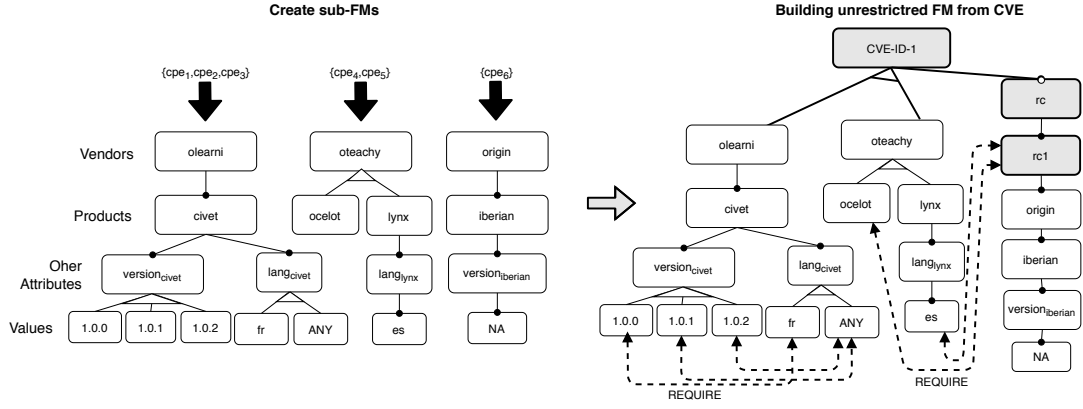 Create sub-FMs
Building unrestrictred FM from CVE
{cpe1,cpe2,cpe3}
{cpe4,cpe5}
{cpe6}
Vendors
olearni
oteachy
origin
Products
civet
ocelot
lynx
iberian
Oher
Attributes
versioncivet
langcivet
langlynx
versioniberian
Values
1.0.0
1.0.1
1.0.2
fr
ANY
es
NA
CVE-ID-1
rc
olearni
oteachy
rc1
civet
ocelot
lynx
origin
versioncivet
langcivet
langlynx
iberian
1.0.0
1.0.1
1.0.2
fr
ANY
es
versioniberian
NA
REQUIRE
REQUIRE